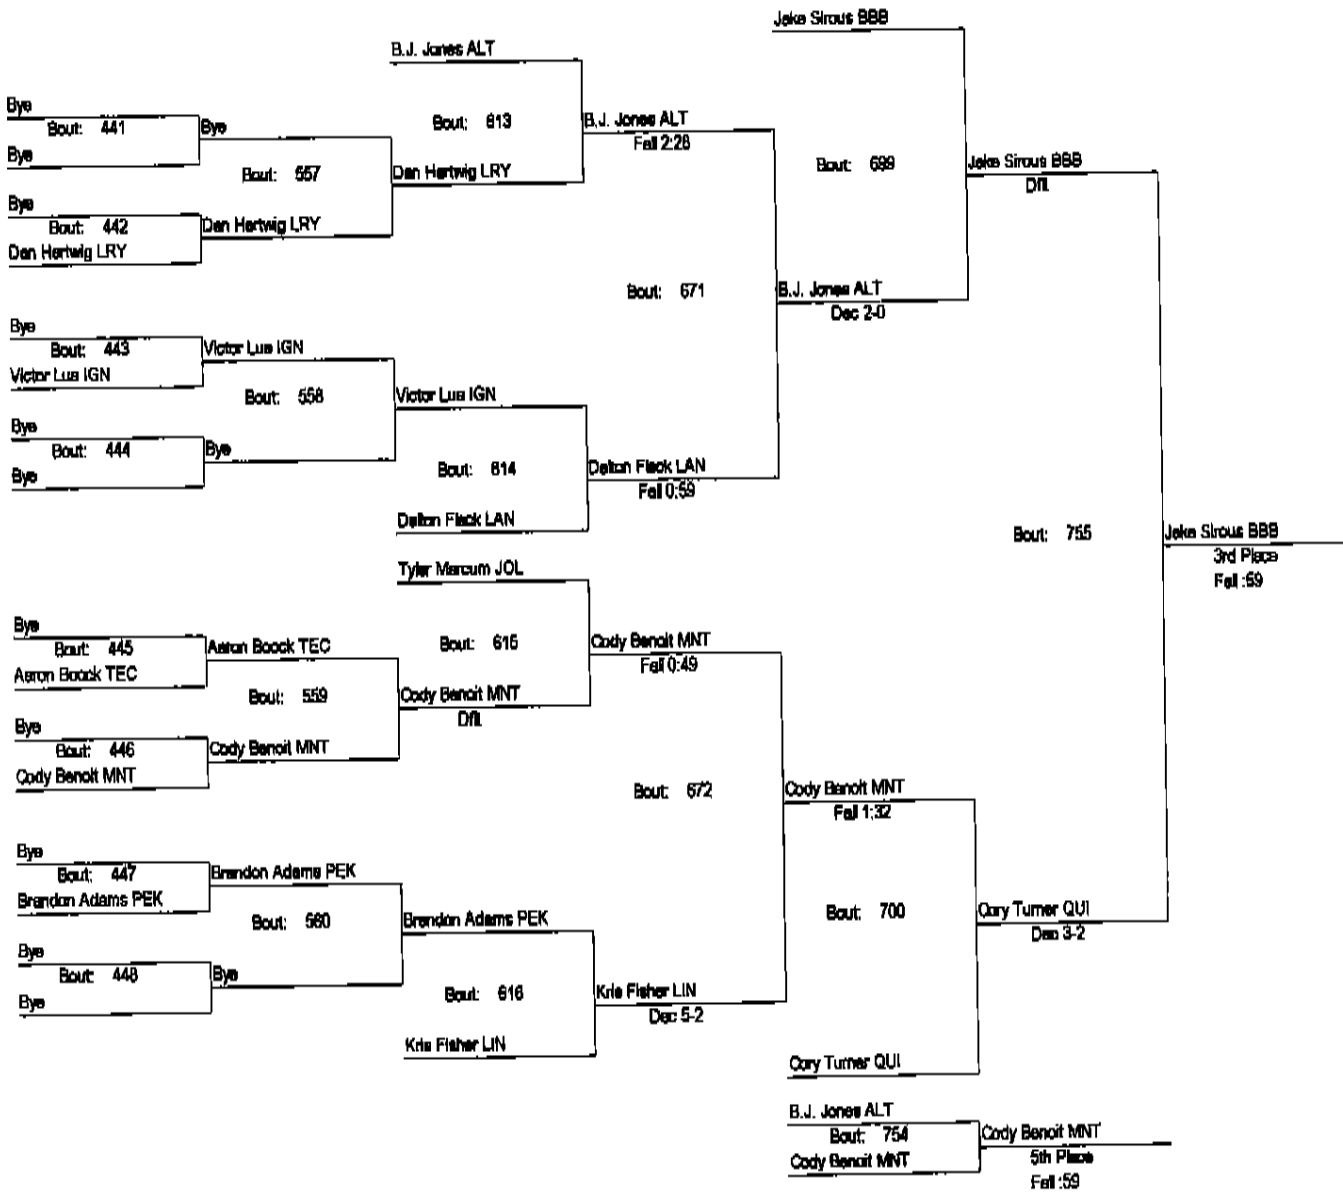 Jake Sirous BBB
B.J. Jones ALT
Bye
Bout: 441
Bye
Bye
Bout: 557
Bout: 613
B.J. Jones ALT
Fall 2:28
Bout: 699
Jake Sirous BBB
Dflt.
Dan Hertwig LRY
Bye
Bout: 442
Dan Hertwig LRY
Dan Hertwig LRY
Bout: 671
B.J. Jones ALT
Dec 2-0
Bye
Bout: 443
Victor Lua IGN
Victor Lua IGN
Bout: 558
Victor Lua IGN
Bye
Bout: 444
Bye
Bye
Bout: 614
Dalton Flack LAN
Fall 0:59
Dalton Flack LAN
Bout: 755
Jake Sirous BBB
3rd Place
Fall :59
Tyler Marcum JOL
Bye
Bout: 445
Aaron Boock TEC
Aaron Boock TEC
Bout: 615
Cody Benoit MNT
Fall 0:49
Bout: 559
Cody Benoit MNT
Dflt.
Bye
Bout: 446
Cody Benoit MNT
Cody Benoit MNT
Bout: 672
Cody Benoit MNT
Fall 1:32
Bye
Bout: 447
Brandon Adams PEK
Brandon Adams PEK
Bout: 560
Brandon Adams PEK
Bout: 700
Cory Turner QUI
Dec 3-2
Bye
Bout: 448
Bye
Bye
Bout: 616
Kris Fisher LIN
Dec 5-2
Kris Fisher LIN
Cory Turner QUI
B.J. Jones ALT
Bout: 754
Cody Benoit MNT
Cody Benoit MNT
5th Place
Fall :59